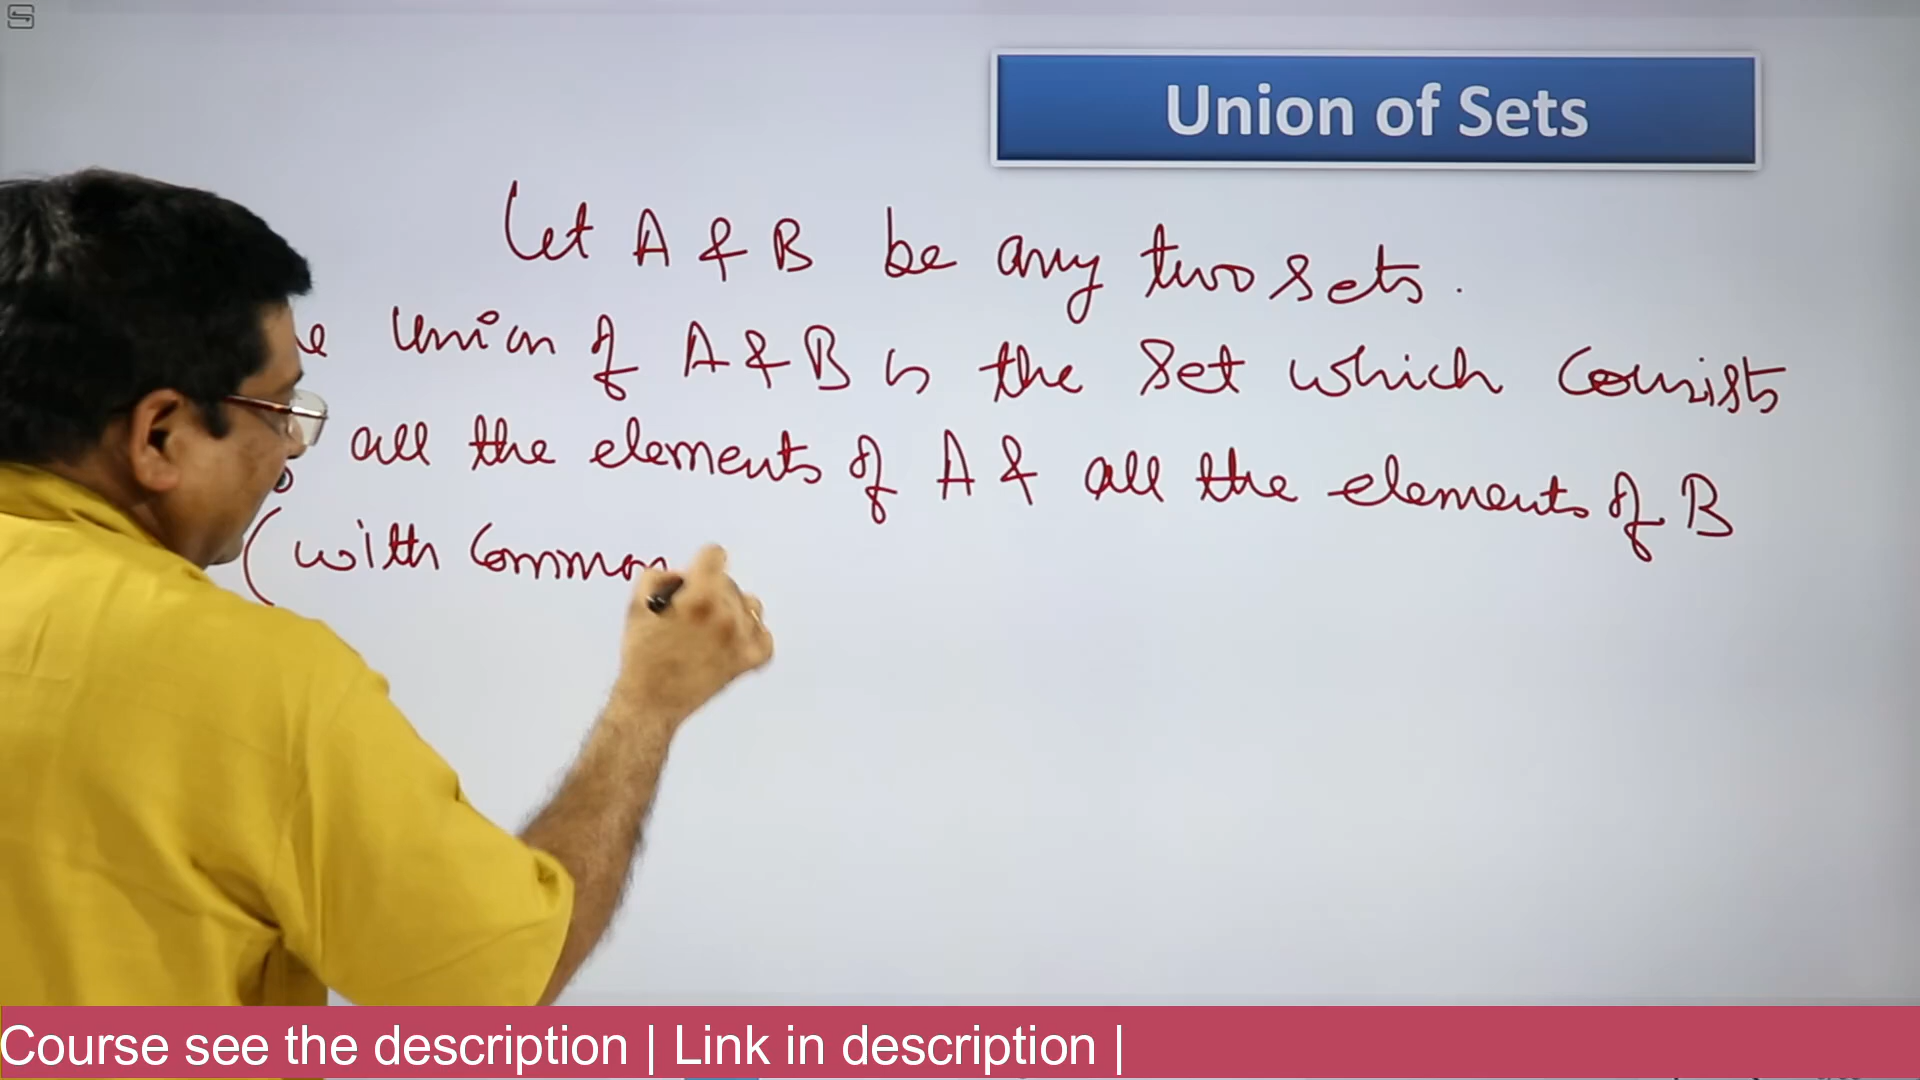 Union of Sets
Let A & B be any two sets.
union of A & B is the set which consists
all the elements of A & all the elements of B
(with common
Course see the description | Link in description |